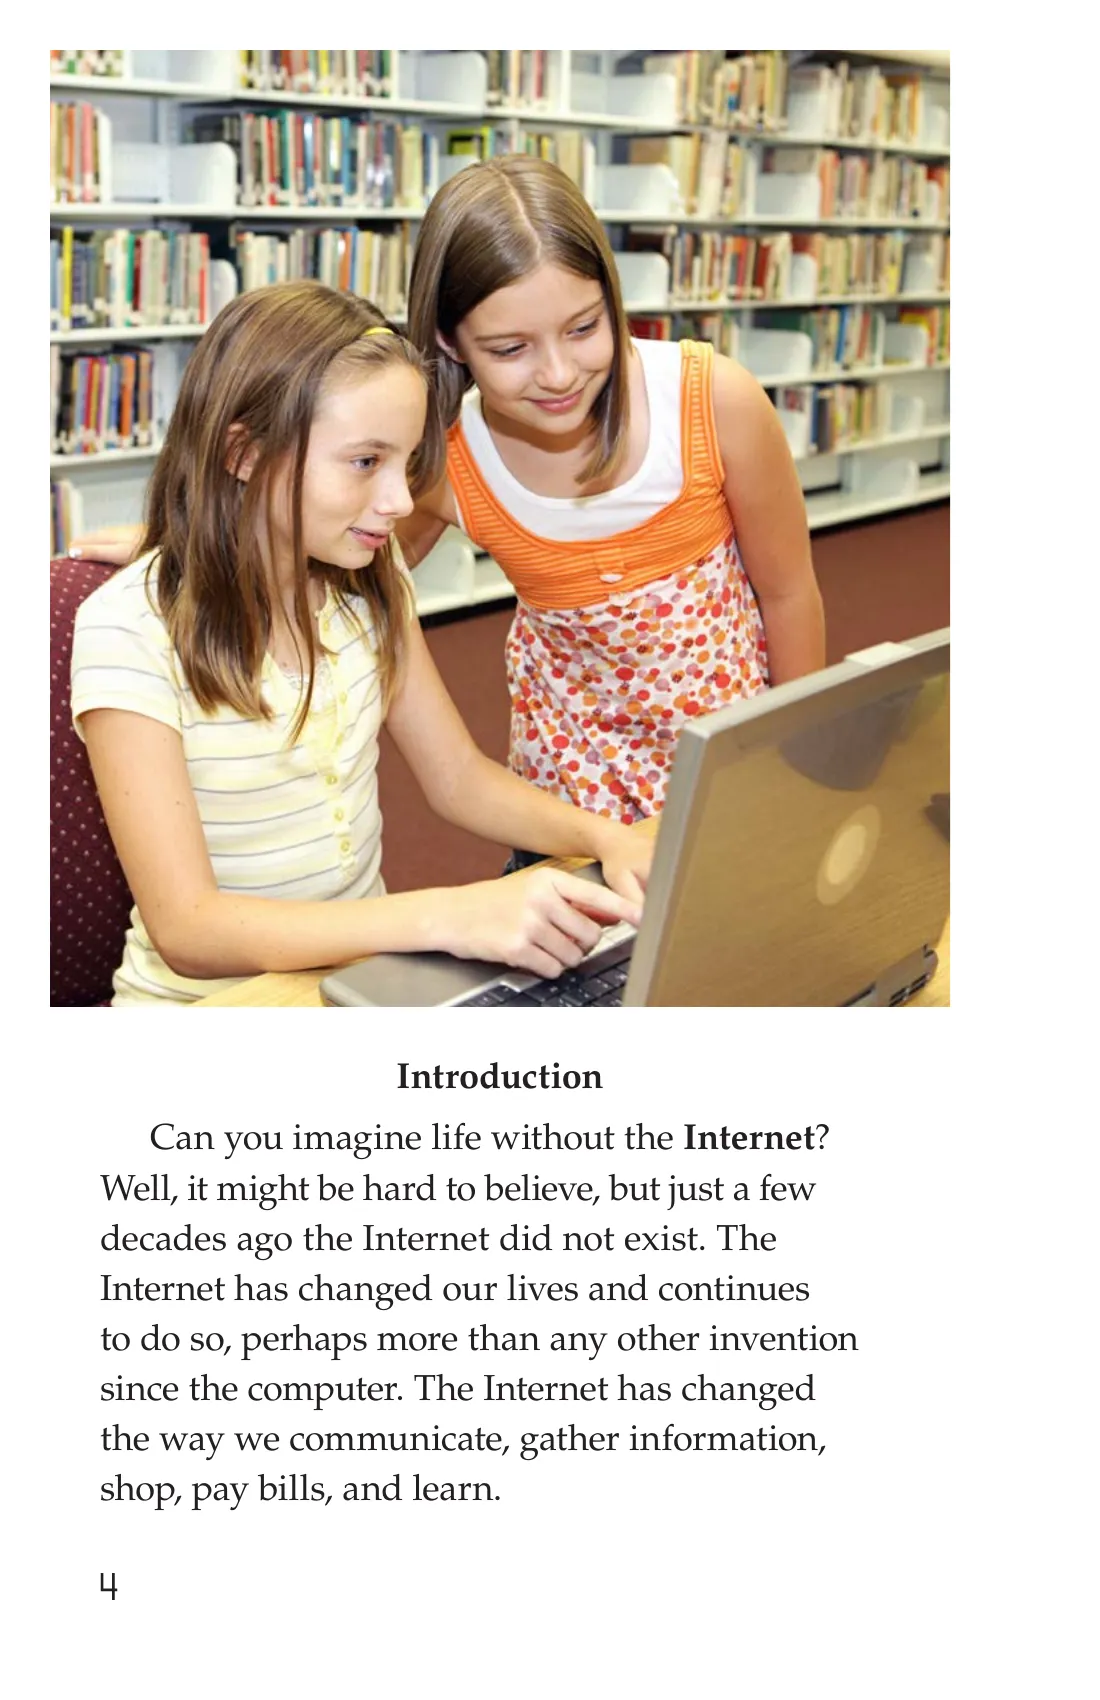 Introduction
Can you imagine life without the Internet?
Well, it might be hard to believe, but just a few
decades ago the Internet did not exist. The
Internet has changed our lives and continues
to do so, perhaps more than any other invention
since the computer. The Internet has changed
the way we communicate, gather information,
shop, pay bills, and learn.
4